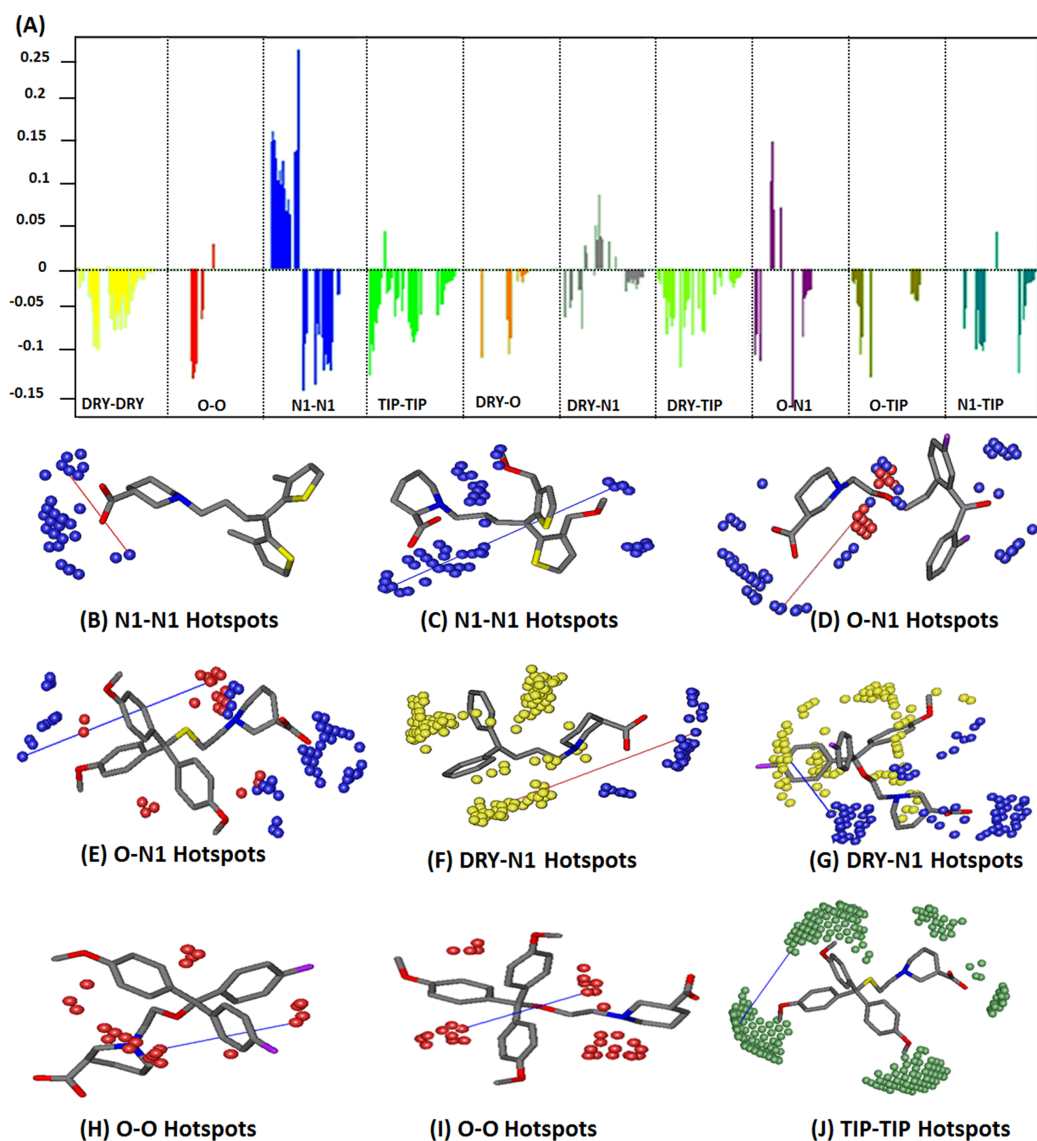 (A)
0.25
0.2
0.15
0.1
0.05
0
-0.05
-0.1
-0.15
DRY-DRY O-O N1-N1 TIP-TIP DRY-O DRY-N1 DRY-TIP O-N1 O-TIP N1-TIP
(B) N1-N1 Hotspots (C) N1-N1 Hotspots (D) O-N1 Hotspots
(E) O-N1 Hotspots (F) DRY-N1 Hotspots (G) DRY-N1 Hotspots
(H) O-O Hotspots (I) O-O Hotspots (J) TIP-TIP Hotspots